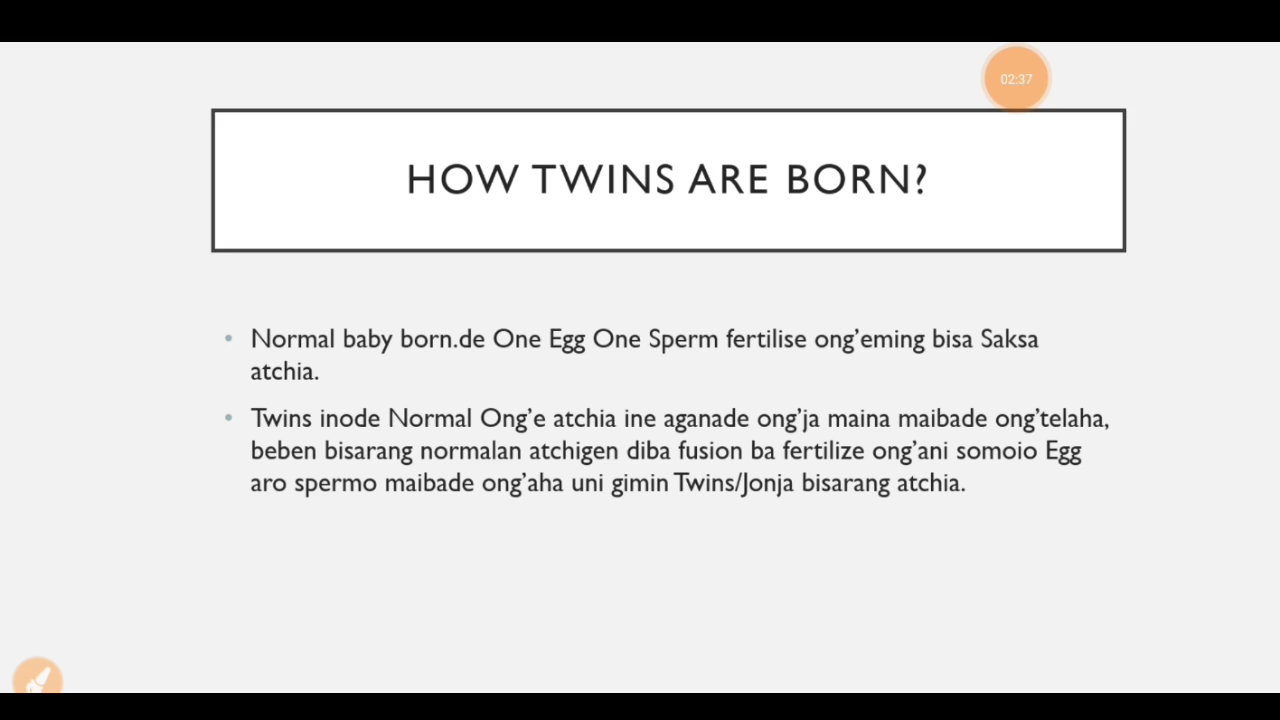 02:37
HOW TWINS ARE BORN?
• Normal baby born.de One Egg One Sperm fertilise ong’eming bisa Saksa
atchia.
• Twins inode Normal Ong’e atchia ine aganade ong’ja maina maibade ong’telaha,
beben bisarang normalan atchigen diba fusion ba fertilize ong’ani somoio Egg
aro spermo maibade ong’aha uni gimin Twins/Jonja bisarang atchia.